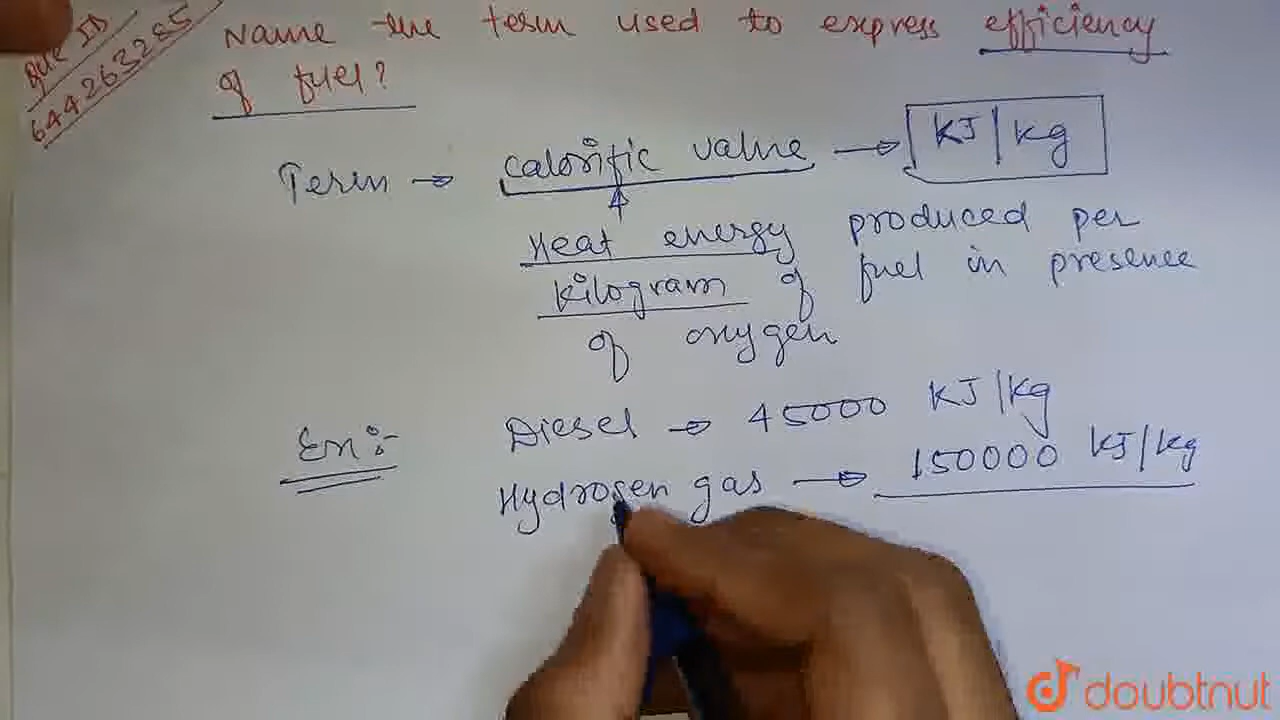 Que ID
644263285
Name the term used to express efficiency
of fuel?
Term → calorific value → KJ/kg
Heat energy produced per
kilogram of fuel in presence
of oxygen
Ex:- Diesel → 45000 KJ/kg
Hydrogen gas → 150000 KJ/kg
doubtnut